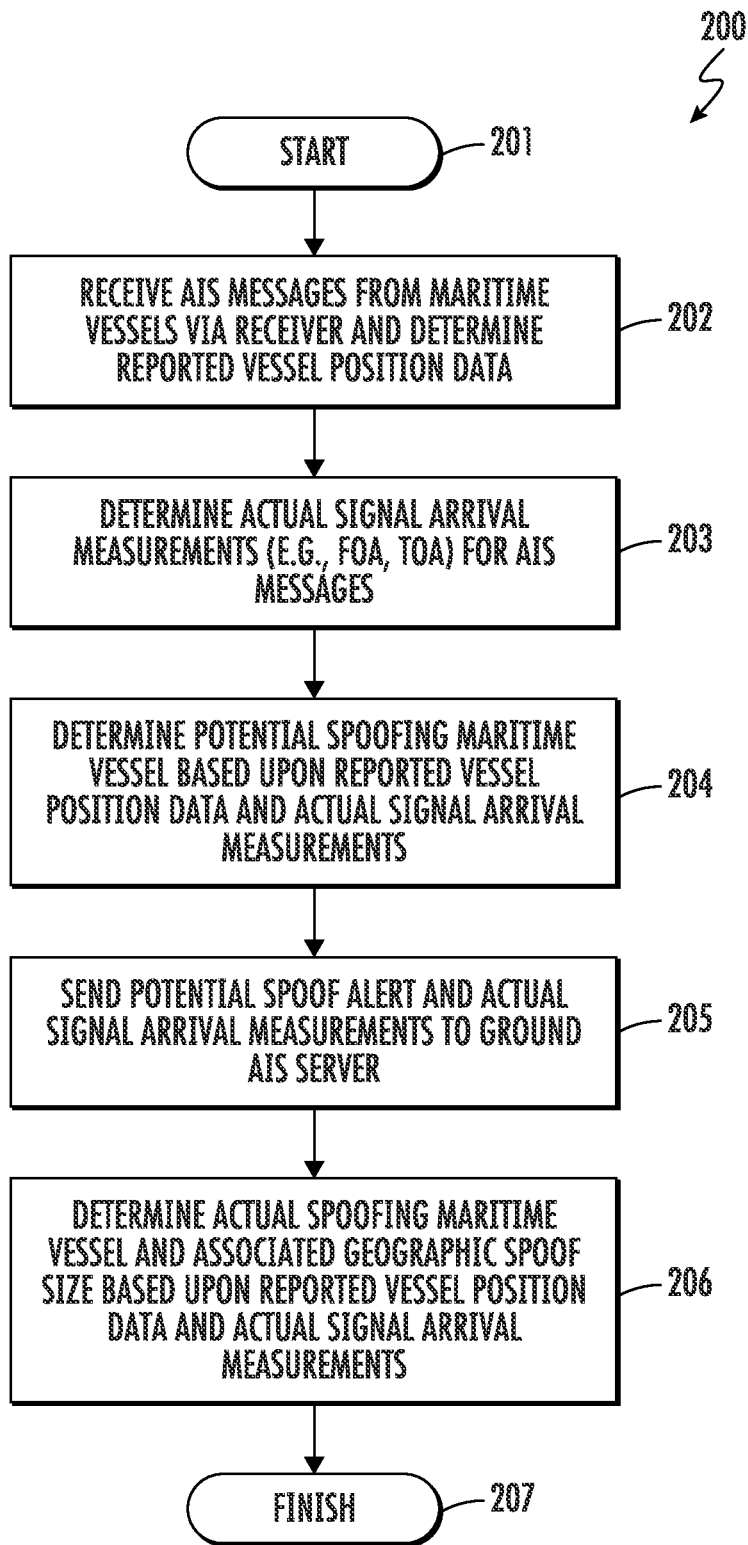 200
START
201
RECEIVE AIS MESSAGES FROM MARITIME
VESSELS VIA RECEIVER AND DETERMINE
REPORTED VESSEL POSITION DATA
202
DETERMINE ACTUAL SIGNAL ARRIVAL
MEASUREMENTS (E.G., FOA, TOA) FOR AIS
MESSAGES
203
DETERMINE POTENTIAL SPOOFING MARITIME
VESSEL BASED UPON REPORTED VESSEL
POSITION DATA AND ACTUAL SIGNAL ARRIVAL
MEASUREMENTS
204
SEND POTENTIAL SPOOF ALERT AND ACTUAL
SIGNAL ARRIVAL MEASUREMENTS TO GROUND
AIS SERVER
205
DETERMINE ACTUAL SPOOFING MARITIME
VESSEL AND ASSOCIATED GEOGRAPHIC SPOOF
SIZE BASED UPON REPORTED VESSEL POSITION
DATA AND ACTUAL SIGNAL ARRIVAL
MEASUREMENTS
206
FINISH
207